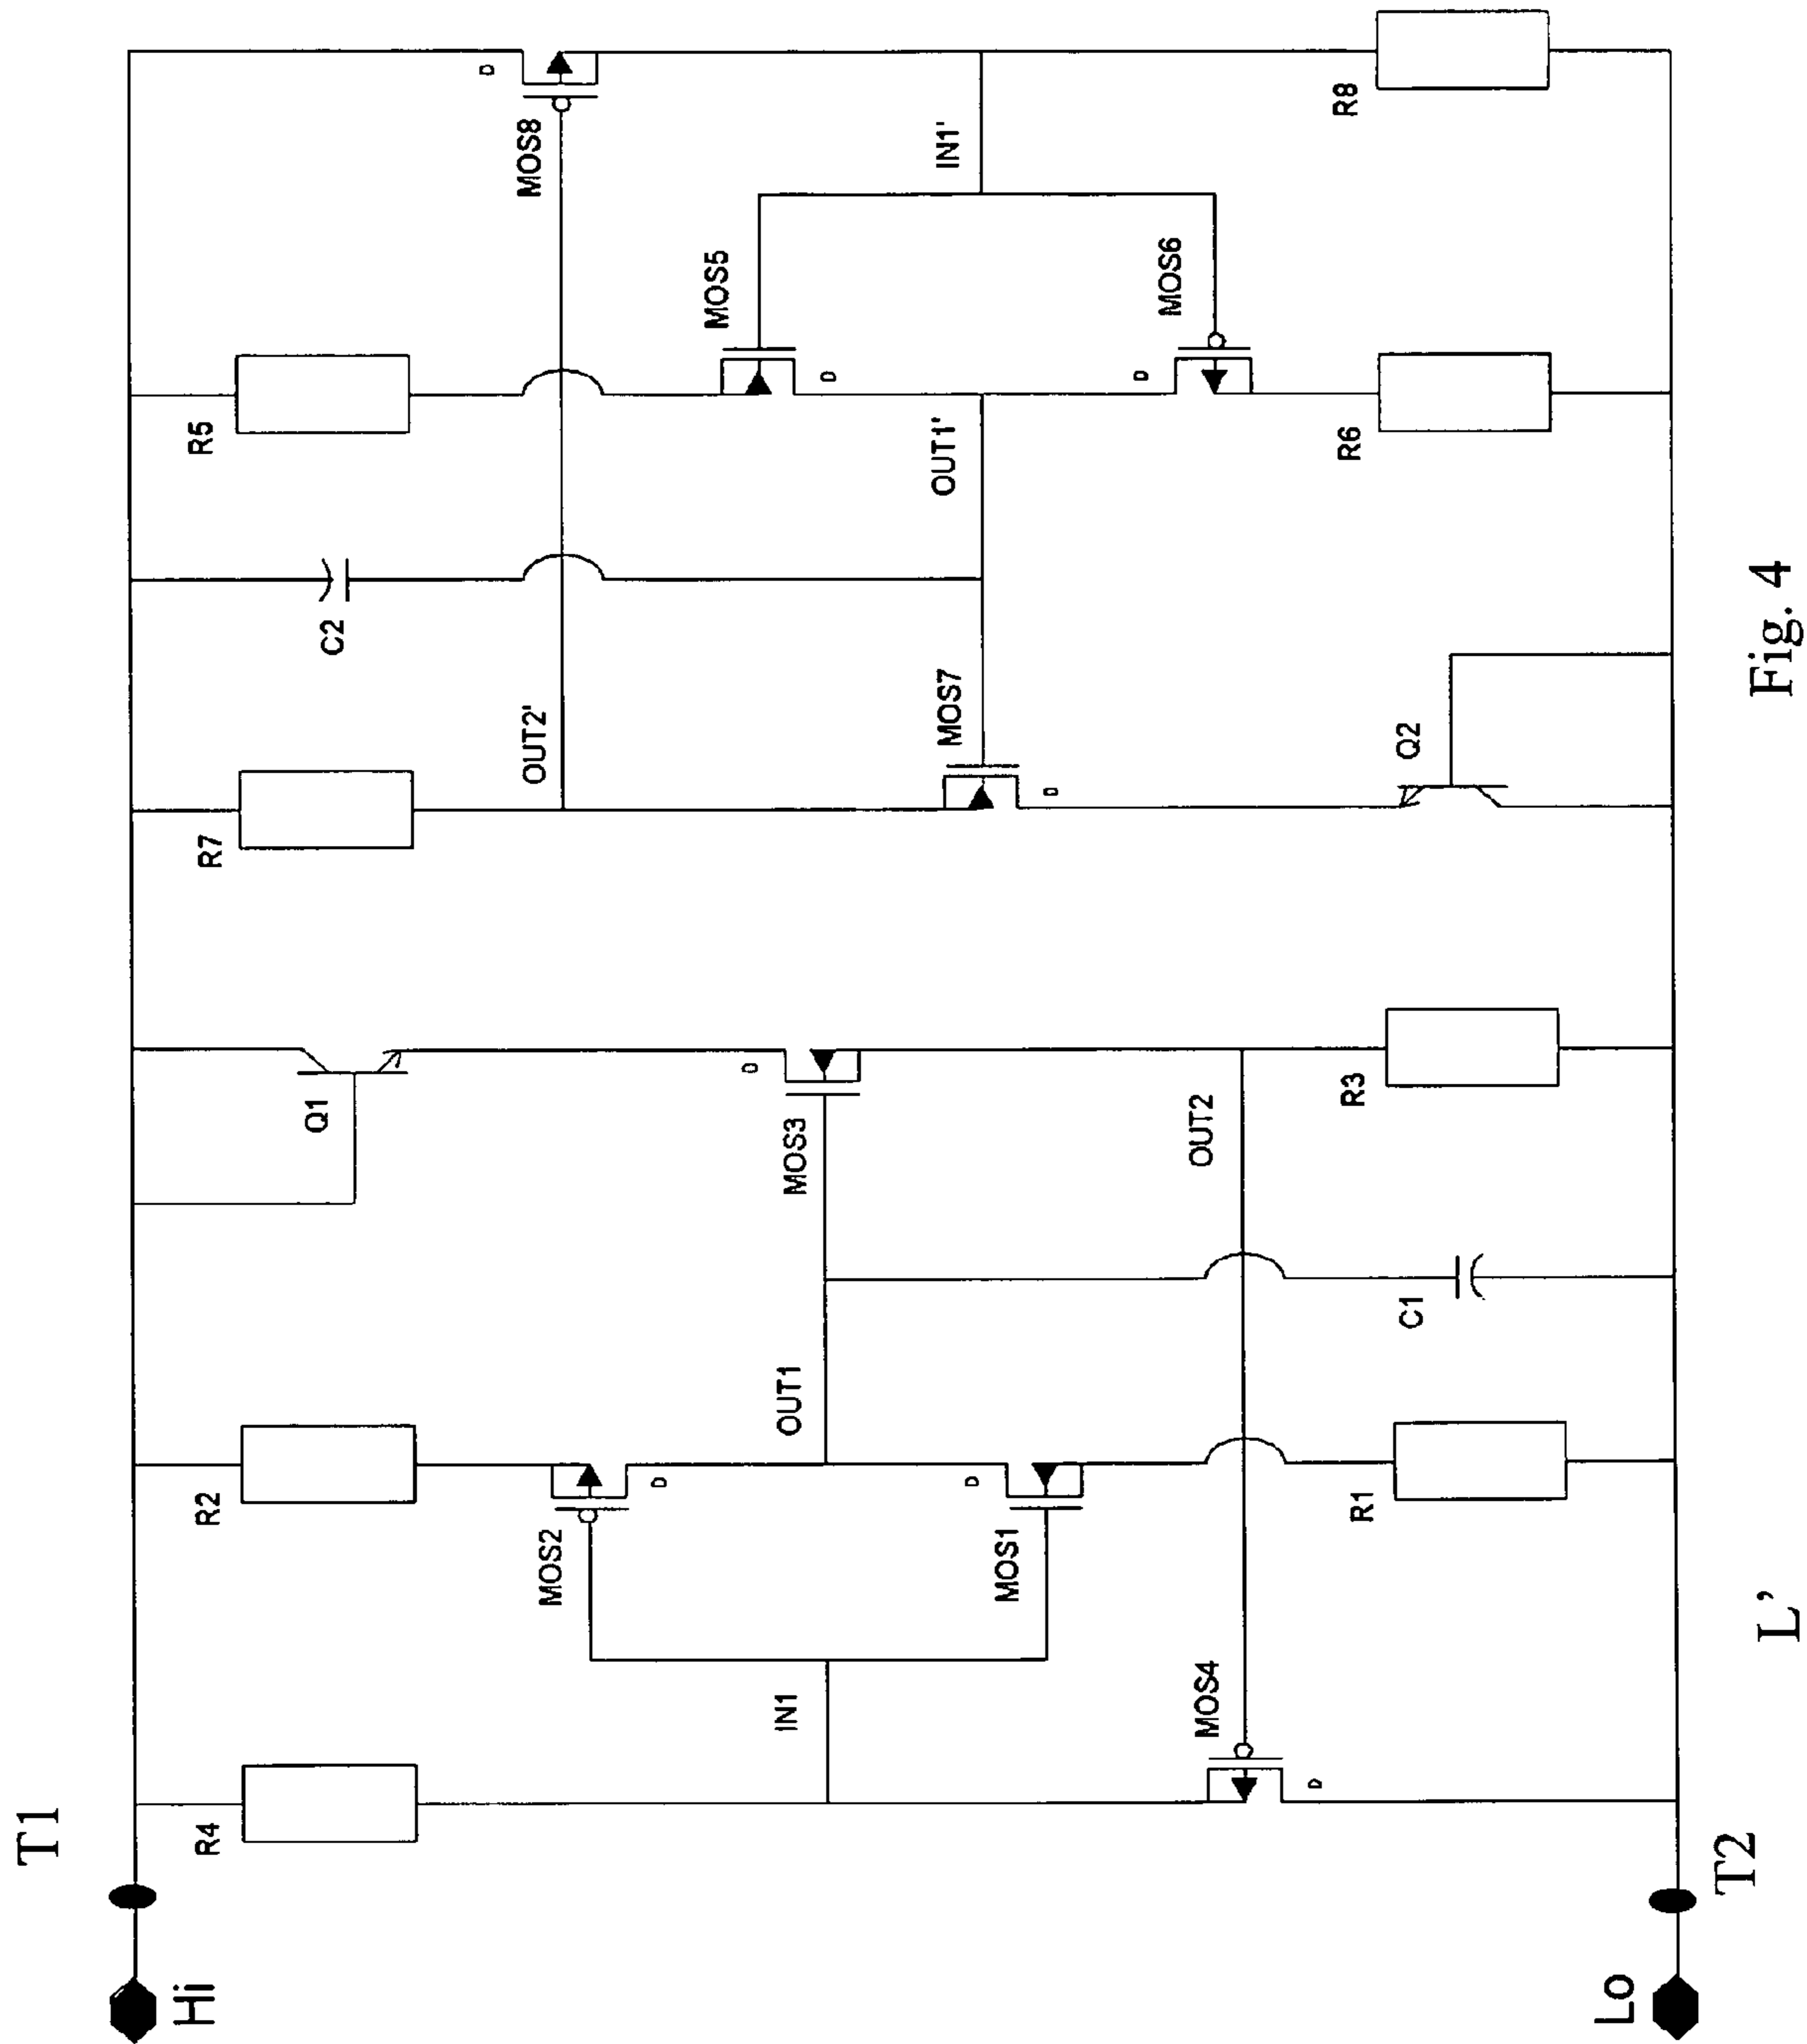 T1
Hi
R4
R2
R7
R5
Q1
C2
D
MOS2
OUT2'
MOS8
D
MOS5
D
IN1
OUT1
MOS3
D
MOS7
OUT1'
IN1'
D
MOS1
D
D
MOS6
MOS4
OUT2
D
R1
R3
R6
R8
C1
Q2
Lo
T2
L'
Fig. 4